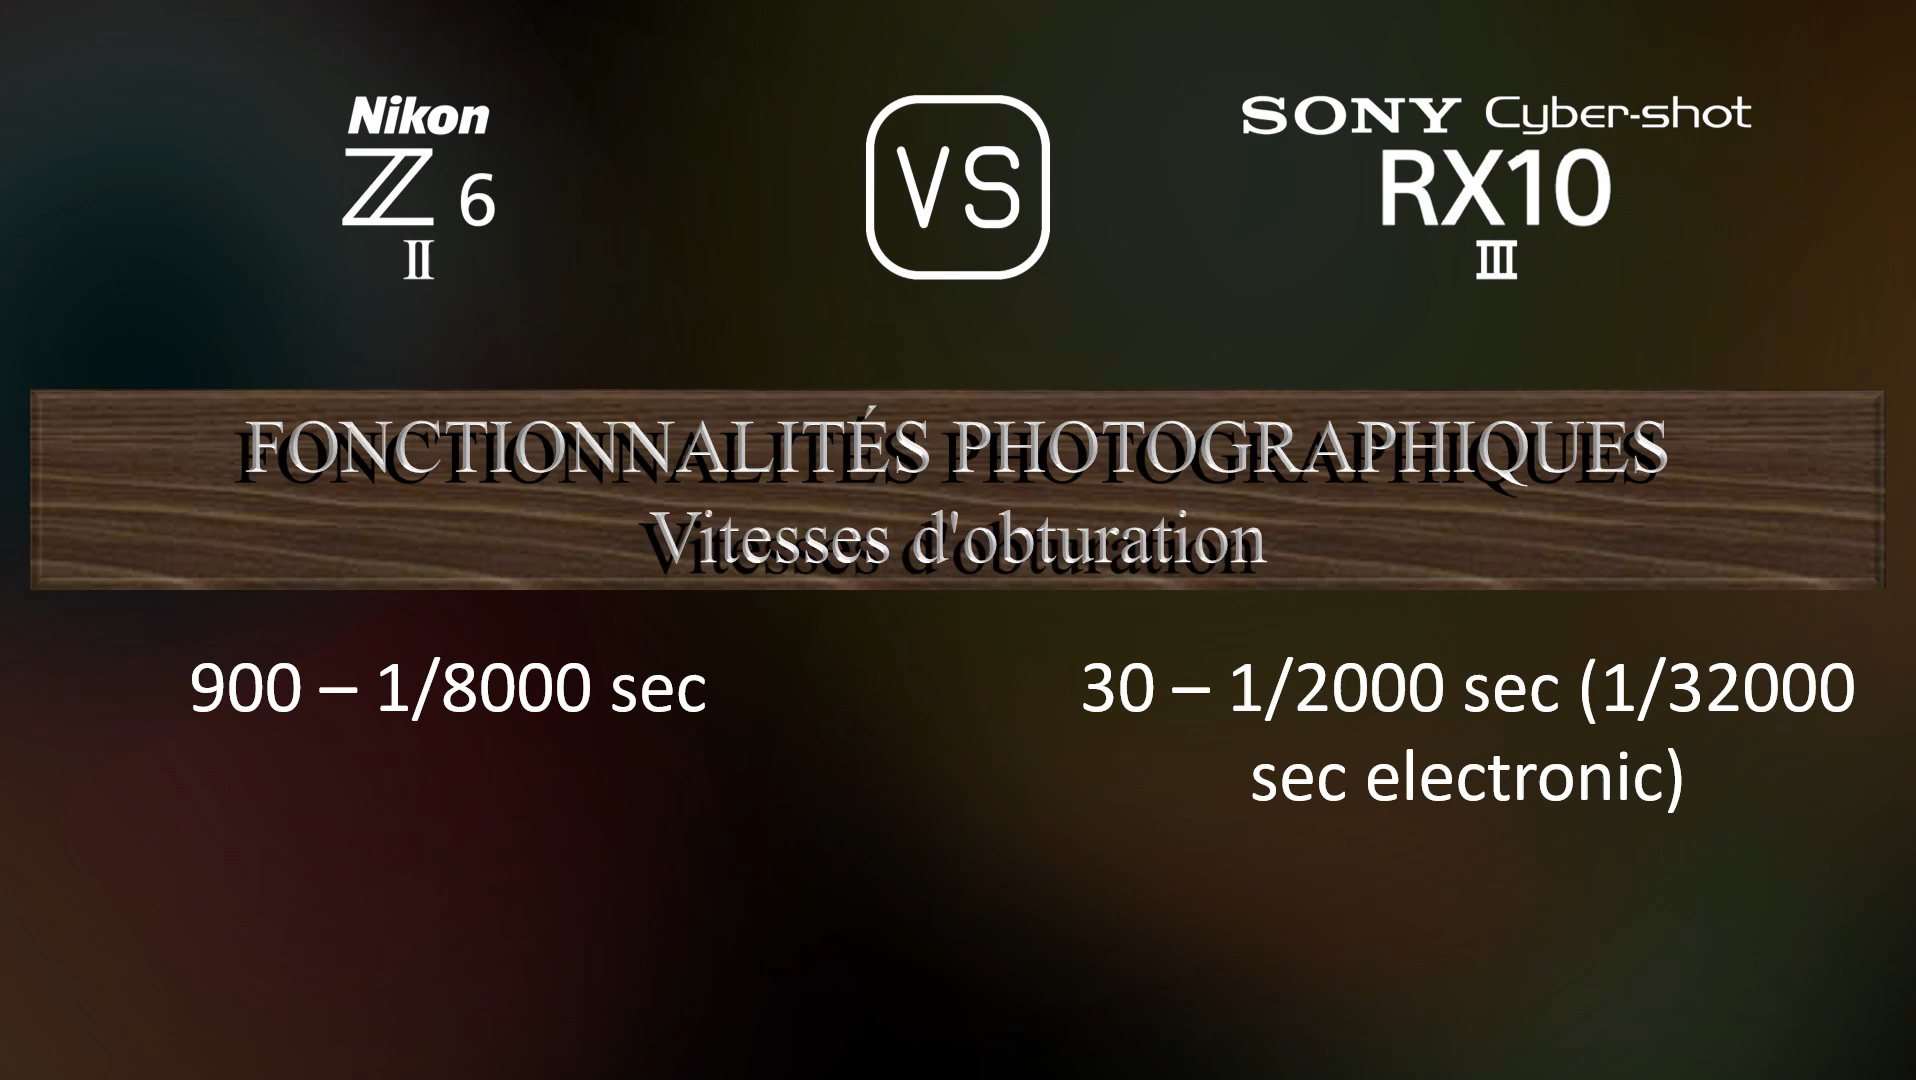 Nikon
Z 6
II
VS
SONY Cyber-shot
RX10
III
FONCTIONNALITÉS PHOTOGRAPHIQUES
Vitesses d'obturation
900 – 1/8000 sec
30 – 1/2000 sec (1/32000
sec electronic)